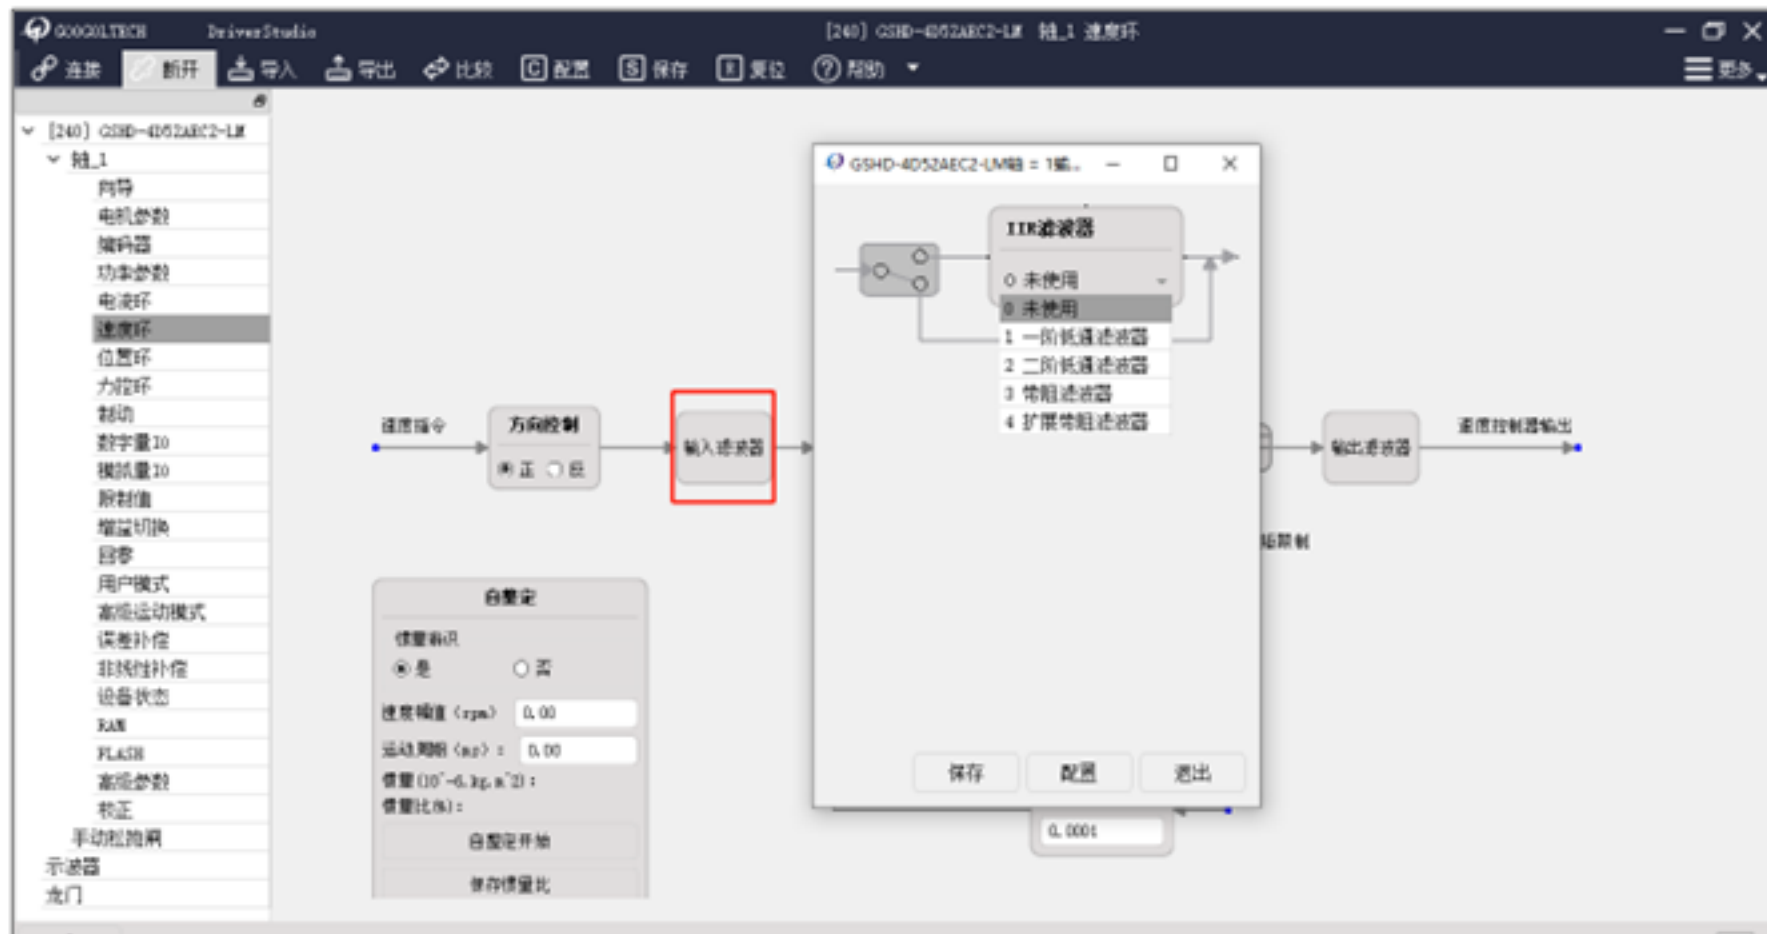 GOOGOLTECH DriverStudio [240] GSHD-4D52AEC2-LM 轴_1 速度环
连接 断开 导入 导出 比较 C 配置 S 保存 R 复位 ? 帮助 更多
[240] GSHD-4D52AEC2-LM
轴_1
向导
电机参数
编码器
功率参数
电流环
速度环
位置环
力控环
制动
数字量IO
模拟量IO
限制值
增益切换
回零
用户模式
高级运动模式
误差补偿
非线性补偿
设备状态
RAM
FLASH
高级参数
校正
手动松抱闸
示波器
龙门
速度指令
方向控制
正 反
输入滤波器
GSHD-4D52AEC2-LM轴 = 1输...
IIR滤波器
0 未使用
0 未使用
1 一阶低通滤波器
2 二阶低通滤波器
3 带阻滤波器
4 扩展带阻滤波器
保存 配置 退出
输出滤波器
速度控制器输出
限制
0.0001
自整定
惯量辨识
是 否
速度幅值（rpm） 0.00
运动周期（ms）: 0.00
惯量(10^-6.kg.m^2):
惯量比(%):
自整定开始
保存惯量比